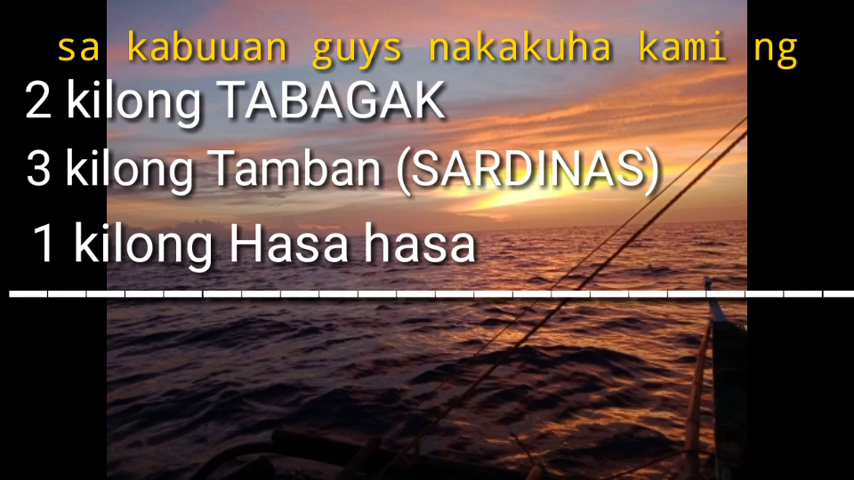 sa kabuuan guys nakakuha kami ng
2 kilong TABAGAK
3 kilong Tamban (SARDINAS)
1 kilong Hasa hasa